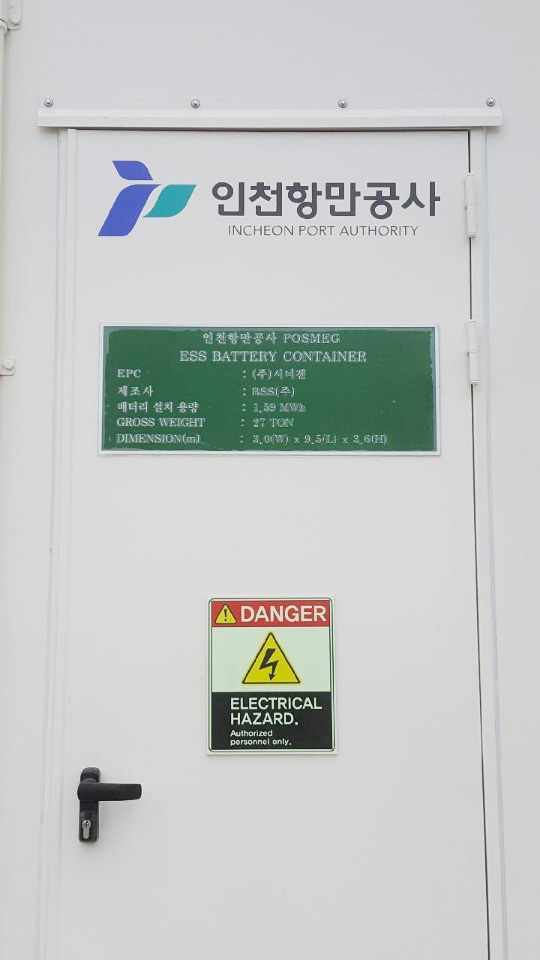 인천항만공사
INCHEON PORT AUTHORITY
인천항만공사 POSMEG
ESS BATTERY CONTAINER
EPC : (주)시너젠
제조사 : BSS(주)
배터리 설치 용량 : 1.59 MWh
GROSS WEIGHT : 27 TON
DIMENSION(m) : 3.0(W) x 9.5(L) x 3.6(H)
DANGER
ELECTRICAL
HAZARD.
Authorized
personnel only.